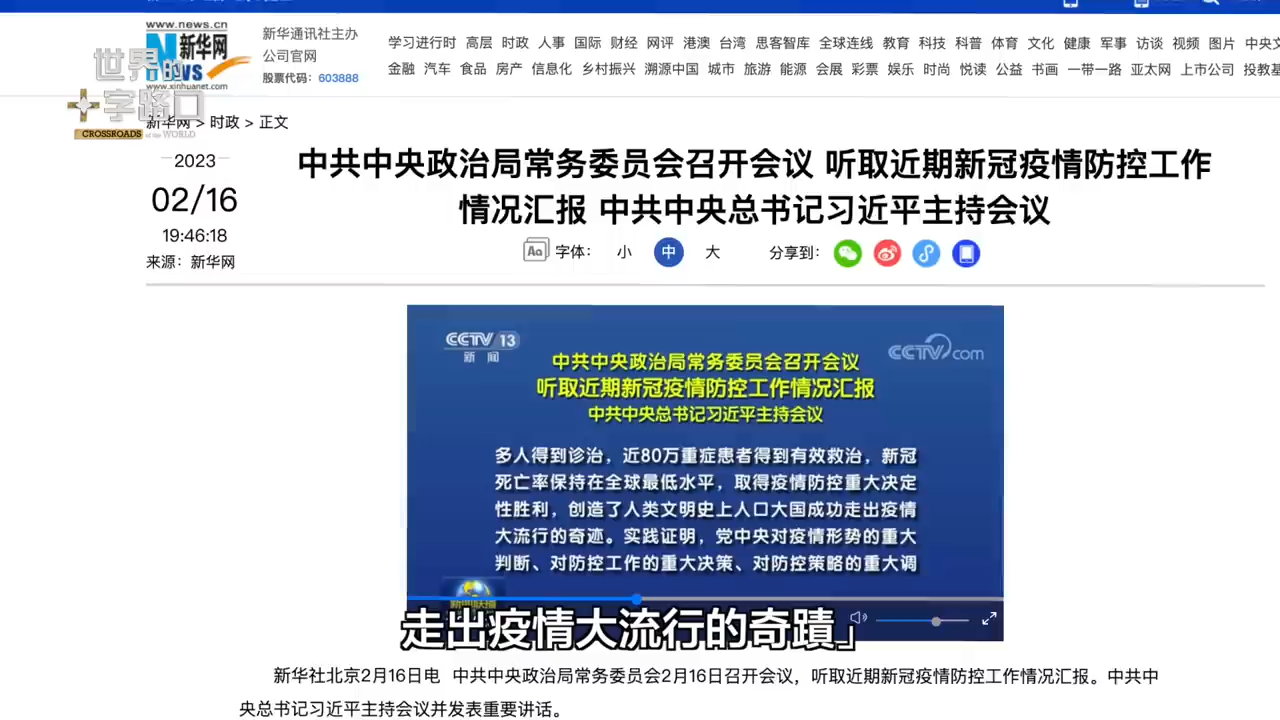 www.news.cn
新华网
NEWS
www.xinhuanet.com
新华通讯社主办
公司官网
股票代码：603888
学习进行时 高层 时政 人事 国际 财经 网评 港澳 台湾 思客智库 全球连线 教育 科技 科普 体育 文化 健康 军事 访谈 视频 图片 中央文
金融 汽车 食品 房产 信息化 乡村振兴 溯源中国 城市 旅游 能源 会展 彩票 娱乐 时尚 悦读 公益 书画 一带一路 亚太网 上市公司 投教基
世界的
十字路口
CROSSROADS of the WORLD
新华网 > 时政 > 正文
2023
02/16
19:46:18
来源：新华网
中共中央政治局常务委员会召开会议 听取近期新冠疫情防控工作
情况汇报 中共中央总书记习近平主持会议
Aa 字体： 小 中 大 分享到：
CCTV 13
新闻
CCTV.com
中共中央政治局常务委员会召开会议
听取近期新冠疫情防控工作情况汇报
中共中央总书记习近平主持会议
多人得到诊治，近80万重症患者得到有效救治，新冠
死亡率保持在全球最低水平，取得疫情防控重大决定
性胜利，创造了人类文明史上人口大国成功走出疫情
大流行的奇迹。实践证明，党中央对疫情形势的重大
判断、对防控工作的重大决策、对防控策略的重大调
新闻联播
走出疫情大流行的奇蹟」
新华社北京2月16日电 中共中央政治局常务委员会2月16日召开会议，听取近期新冠疫情防控工作情况汇报。中共中
央总书记习近平主持会议并发表重要讲话。